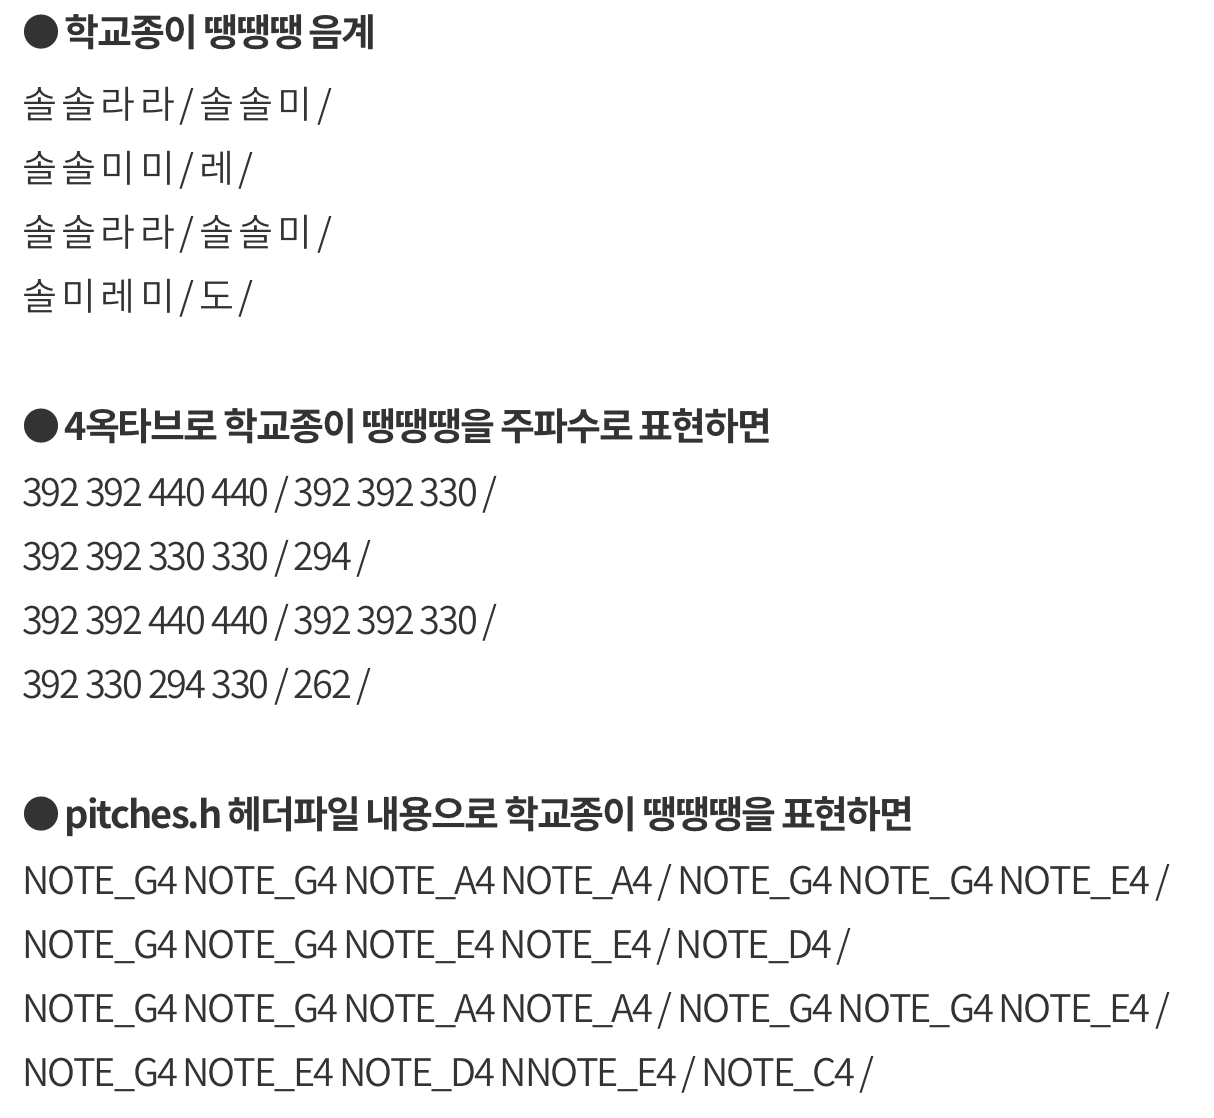 ● 학교종이 땡땡땡 음계
솔 솔 라 라 / 솔 솔 미 /
솔 솔 미 미 / 레 /
솔 솔 라 라 / 솔 솔 미 /
솔 미 레 미 / 도 /
● 4옥타브로 학교종이 땡땡땡을 주파수로 표현하면
392 392 440 440 / 392 392 330 /
392 392 330 330 / 294 /
392 392 440 440 / 392 392 330 /
392 330 294 330 / 262 /
● pitches.h 헤더파일 내용으로 학교종이 땡땡땡을 표현하면
NOTE_G4 NOTE_G4 NOTE_A4 NOTE_A4 / NOTE_G4 NOTE_G4 NOTE_E4 /
NOTE_G4 NOTE_G4 NOTE_E4 NOTE_E4 / NOTE_D4 /
NOTE_G4 NOTE_G4 NOTE_A4 NOTE_A4 / NOTE_G4 NOTE_G4 NOTE_E4 /
NOTE_G4 NOTE_E4 NOTE_D4 NNOTE_E4 / NOTE_C4 /